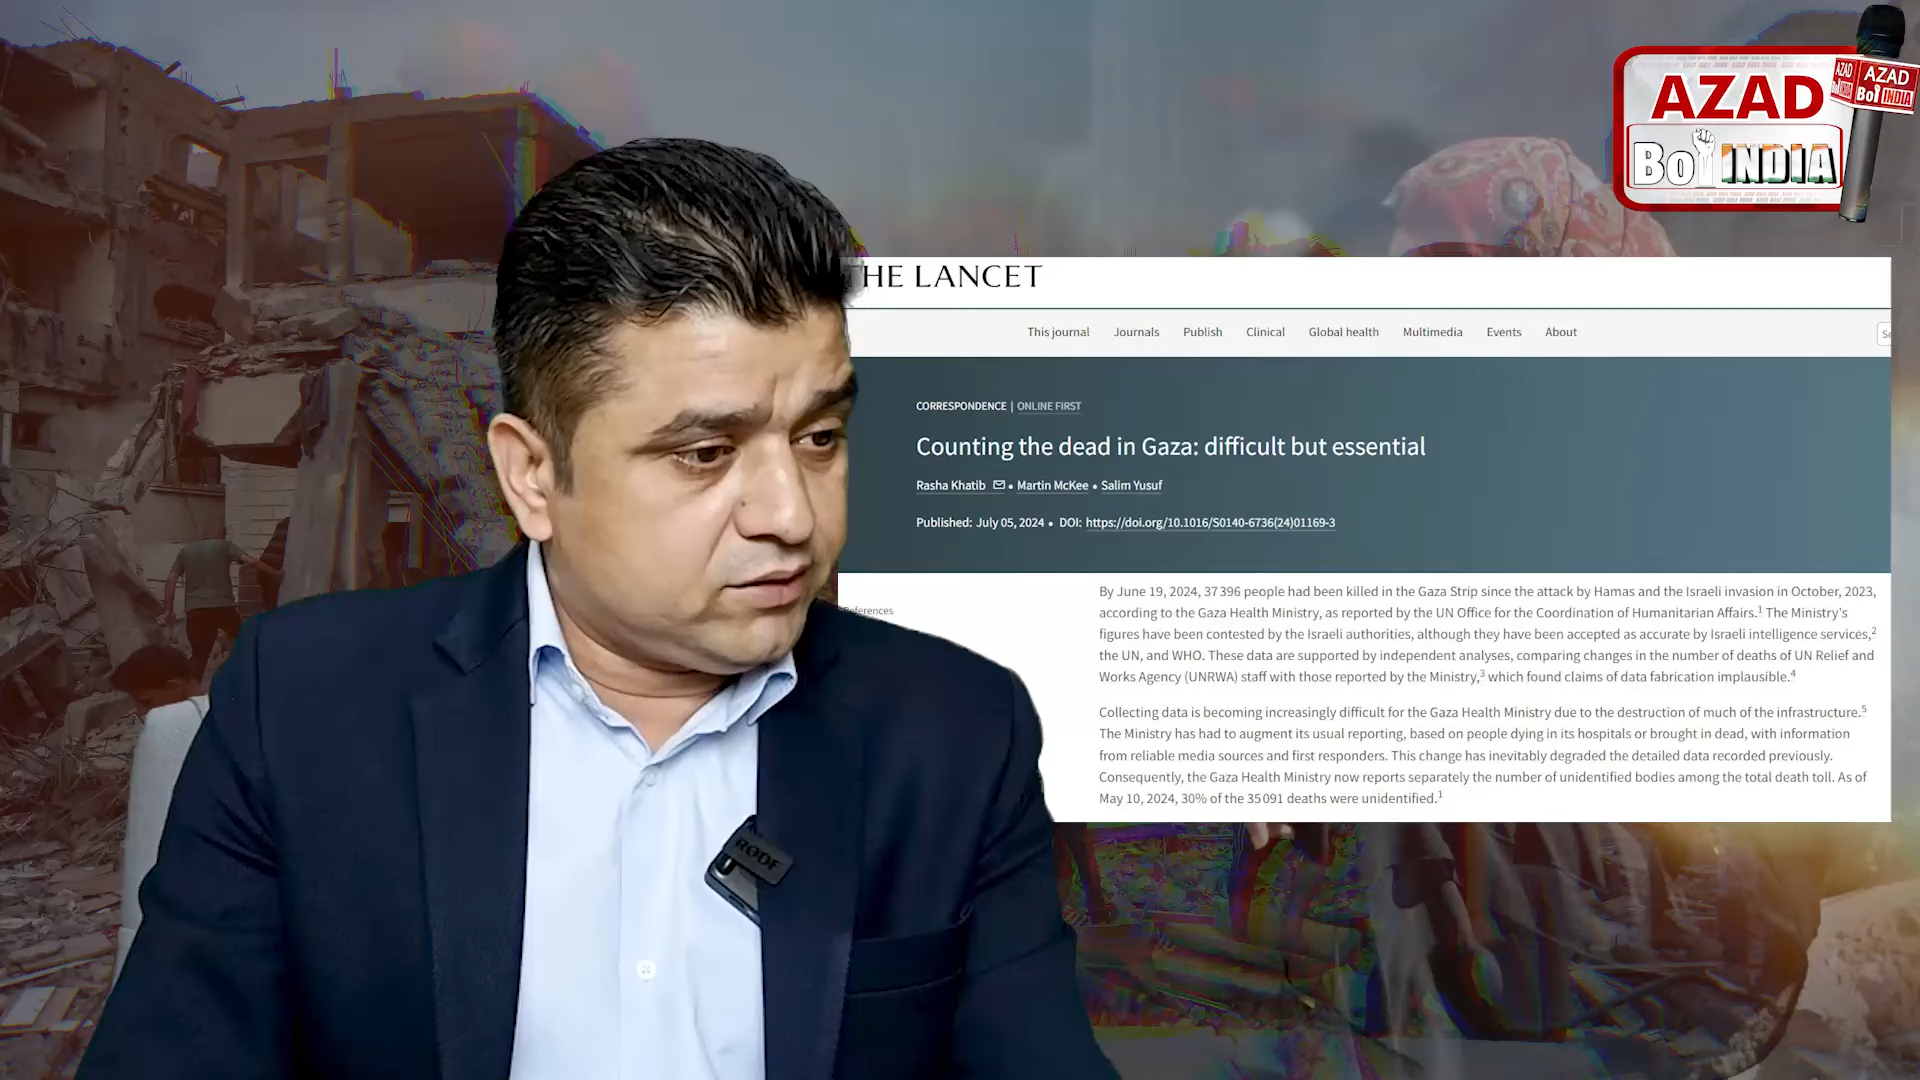 AZAD
Bol INDIA
AZAD
AZAD
Bol INDIA
THE LANCET
This journal Journals Publish Clinical Global health Multimedia Events About
CORRESPONDENCE | ONLINE FIRST
Counting the dead in Gaza: difficult but essential
Rasha Khatib • Martin McKee • Salim Yusuf
Published: July 05, 2024 • DOI: https://doi.org/10.1016/S0140-6736(24)01169-3
References
By June 19, 2024, 37 396 people had been killed in the Gaza Strip since the attack by Hamas and the Israeli invasion in October, 2023,
according to the Gaza Health Ministry, as reported by the UN Office for the Coordination of Humanitarian Affairs.1 The Ministry's
figures have been contested by the Israeli authorities, although they have been accepted as accurate by Israeli intelligence services,2
the UN, and WHO. These data are supported by independent analyses, comparing changes in the number of deaths of UN Relief and
Works Agency (UNRWA) staff with those reported by the Ministry,3 which found claims of data fabrication implausible.4
Collecting data is becoming increasingly difficult for the Gaza Health Ministry due to the destruction of much of the infrastructure.5
The Ministry has had to augment its usual reporting, based on people dying in its hospitals or brought in dead, with information
from reliable media sources and first responders. This change has inevitably degraded the detailed data recorded previously.
Consequently, the Gaza Health Ministry now reports separately the number of unidentified bodies among the total death toll. As of
May 10, 2024, 30% of the 35 091 deaths were unidentified.1
RODE